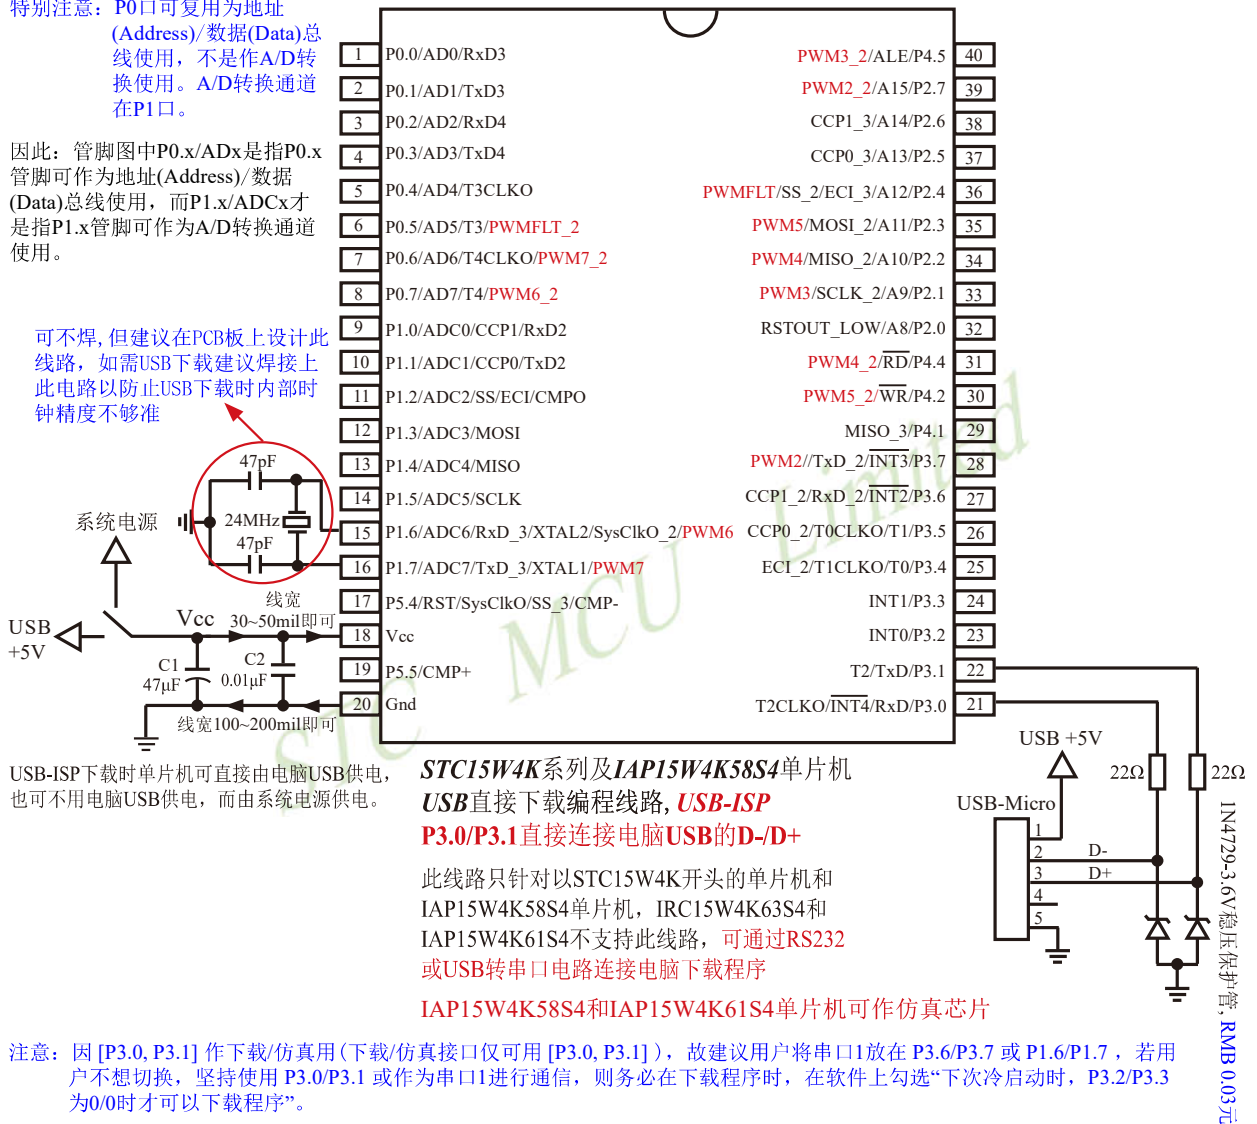 特别注意：P0口可复用为地址
(Address)/数据(Data)总
线使用，不是作A/D转
换使用。A/D转换通道
在P1口。
因此：管脚图中P0.x/ADx是指P0.x
管脚可作为地址(Address)/数据
(Data)总线使用，而P1.x/ADCx才
是指P1.x管脚可作为A/D转换通道
使用。
可不焊,但建议在PCB板上设计此
线路，如需USB下载建议焊接上
此电路以防止USB下载时内部时
钟精度不够准
47pF
24MHz
47pF
系统电源
USB
+5V
Vcc
线宽
30~50mil即可
C1
47μF
C2
0.01μF
线宽100~200mil即可
USB-ISP下载时单片机可直接由电脑USB供电，
也可不用电脑USB供电，而由系统电源供电。
1 P0.0/AD0/RxD3
2 P0.1/AD1/TxD3
3 P0.2/AD2/RxD4
4 P0.3/AD3/TxD4
5 P0.4/AD4/T3CLKO
6 P0.5/AD5/T3/PWMFLT_2
7 P0.6/AD6/T4CLKO/PWM7_2
8 P0.7/AD7/T4/PWM6_2
9 P1.0/ADC0/CCP1/RxD2
10 P1.1/ADC1/CCP0/TxD2
11 P1.2/ADC2/SS/ECI/CMPO
12 P1.3/ADC3/MOSI
13 P1.4/ADC4/MISO
14 P1.5/ADC5/SCLK
15 P1.6/ADC6/RxD_3/XTAL2/SysClkO_2/PWM6
16 P1.7/ADC7/TxD_3/XTAL1/PWM7
17 P5.4/RST/SysClkO/SS_3/CMP-
18 Vcc
19 P5.5/CMP+
20 Gnd
PWM3_2/ALE/P4.5 40
PWM2_2/A15/P2.7 39
CCP1_3/A14/P2.6 38
CCP0_3/A13/P2.5 37
PWMFLT/SS_2/ECI_3/A12/P2.4 36
PWM5/MOSI_2/A11/P2.3 35
PWM4/MISO_2/A10/P2.2 34
PWM3/SCLK_2/A9/P2.1 33
RSTOUT_LOW/A8/P2.0 32
PWM4_2/RD/P4.4 31
PWM5_2/WR/P4.2 30
MISO_3/P4.1 29
PWM2//TxD_2/INT3/P3.7 28
CCP1_2/RxD_2/INT2/P3.6 27
CCP0_2/T0CLKO/T1/P3.5 26
ECI_2/T1CLKO/T0/P3.4 25
INT1/P3.3 24
INT0/P3.2 23
T2/TxD/P3.1 22
T2CLKO/INT4/RxD/P3.0 21
STC MCU Limited
STC15W4K系列及IAP15W4K58S4单片机
USB直接下载编程线路, USB-ISP
P3.0/P3.1直接连接电脑USB的D-/D+
此线路只针对以STC15W4K开头的单片机和
IAP15W4K58S4单片机，IRC15W4K63S4和
IAP15W4K61S4不支持此线路，可通过RS232
或USB转串口电路连接电脑下载程序
IAP15W4K58S4和IAP15W4K61S4单片机可作仿真芯片
USB +5V
USB-Micro
1
2
3
4
5
D-
D+
22Ω
22Ω
1N4729-3.6V稳压保护管, RMB 0.03元
注意：因 [P3.0, P3.1] 作下载/仿真用(下载/仿真接口仅可用 [P3.0, P3.1] )，故建议用户将串口1放在 P3.6/P3.7 或 P1.6/P1.7 ，若用
户不想切换，坚持使用 P3.0/P3.1 或作为串口1进行通信，则务必在下载程序时，在软件上勾选“下次冷启动时，P3.2/P3.3
为0/0时才可以下载程序”。